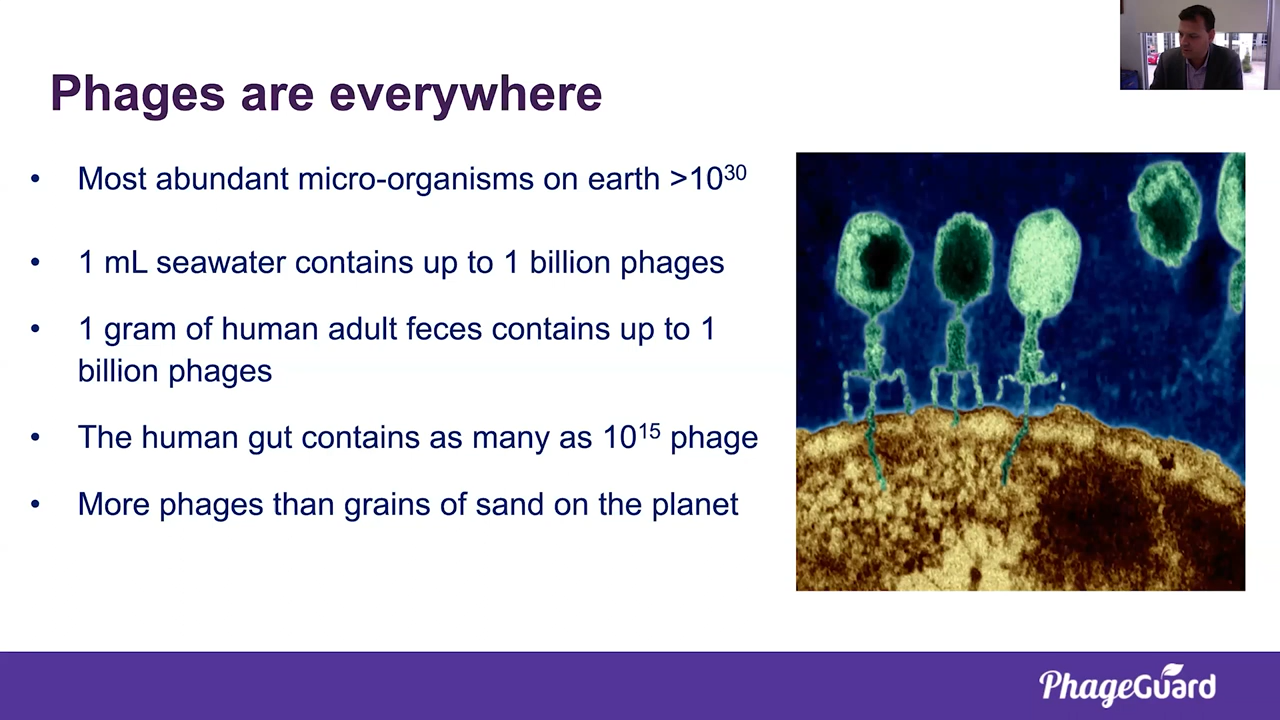 Phages are everywhere
• Most abundant micro-organisms on earth >10³⁰
• 1 mL seawater contains up to 1 billion phages
• 1 gram of human adult feces contains up to 1
billion phages
• The human gut contains as many as 10¹⁵ phage
• More phages than grains of sand on the planet
PhageGuard